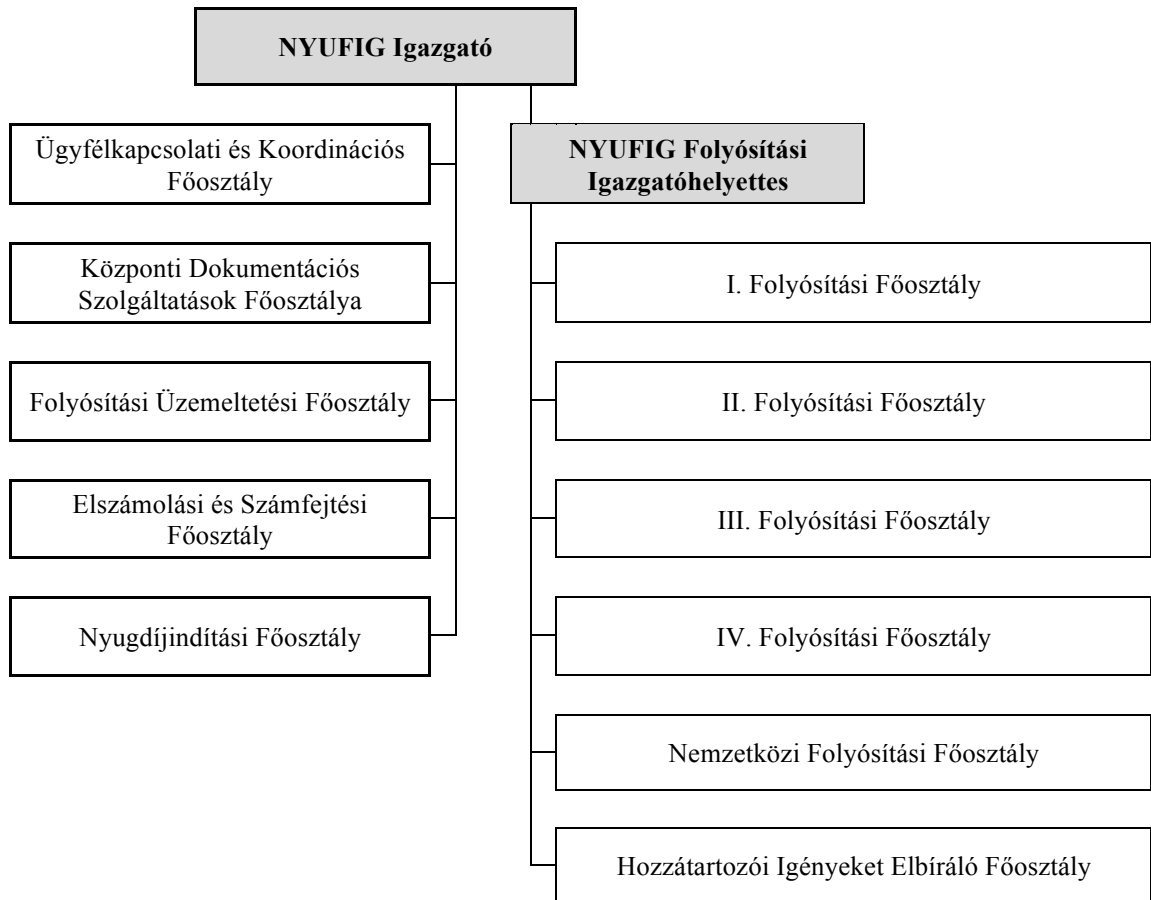 NYUFIG Igazgató
Ügyfélkapcsolati és Koordinációs
Főosztály
Központi Dokumentációs
Szolgáltatások Főosztálya
Folyósítási Üzemeltetési Főosztály
Elszámolási és Számfejtési
Főosztály
Nyugdíjindítási Főosztály
NYUFIG Folyósítási
Igazgatóhelyettes
I. Folyósítási Főosztály
II. Folyósítási Főosztály
III. Folyósítási Főosztály
IV. Folyósítási Főosztály
Nemzetközi Folyósítási Főosztály
Hozzátartozói Igényeket Elbíráló Főosztály